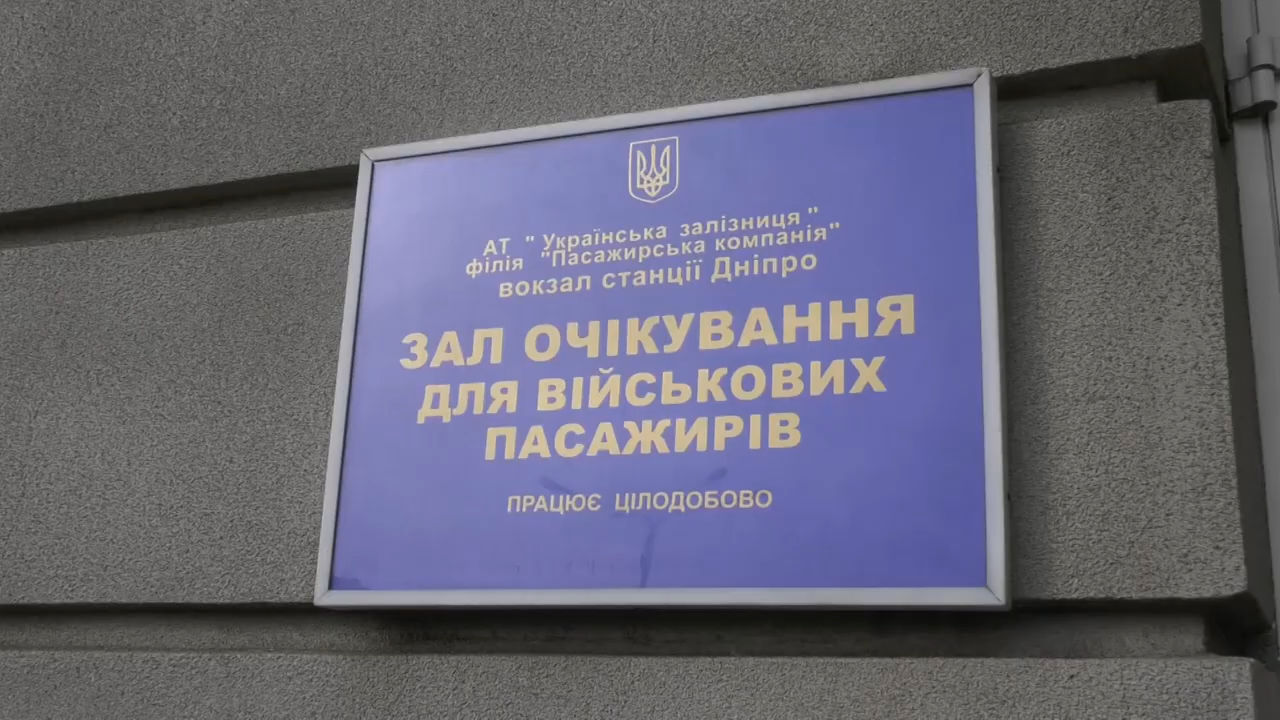 АТ " Українська залізниця "
філія "Пасажирська компанія"
вокзал станції Дніпро
ЗАЛ ОЧІКУВАННЯ
ДЛЯ ВІЙСЬКОВИХ
ПАСАЖИРІВ
ПРАЦЮЄ ЦІЛОДОБОВО